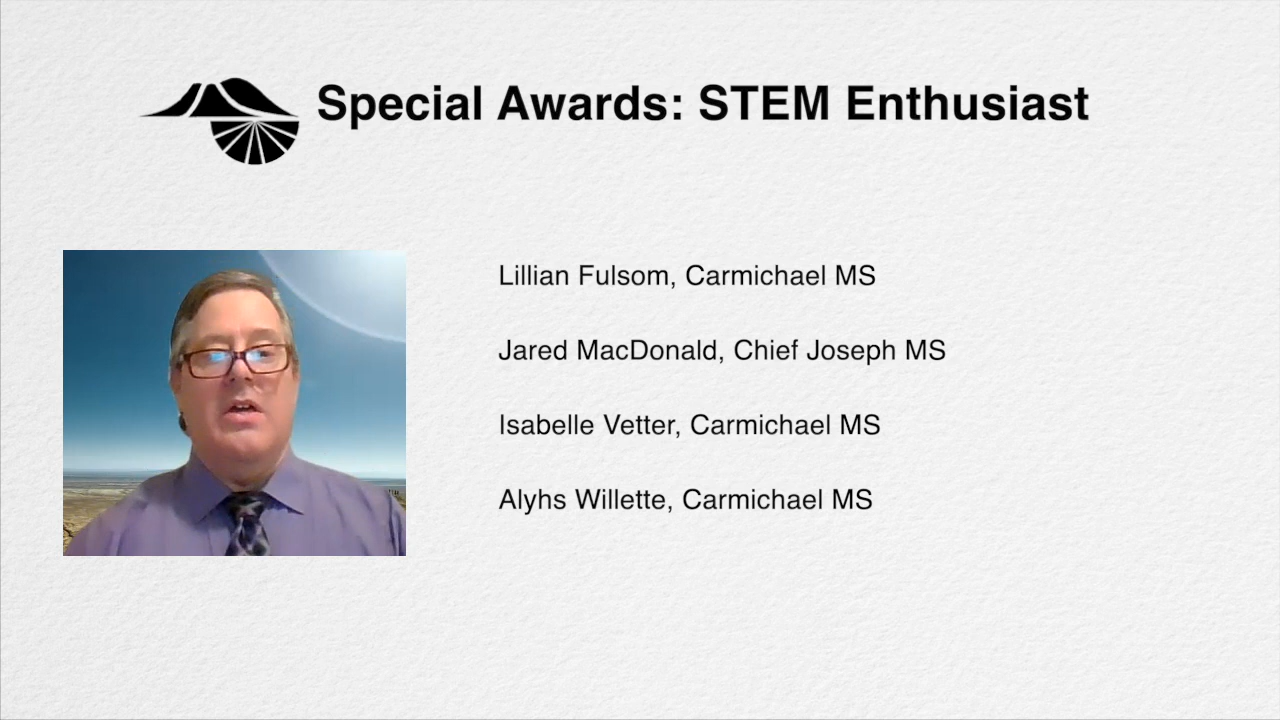 Special Awards: STEM Enthusiast
Lillian Fulsom, Carmichael MS
Jared MacDonald, Chief Joseph MS
Isabelle Vetter, Carmichael MS
Alyhs Willette, Carmichael MS